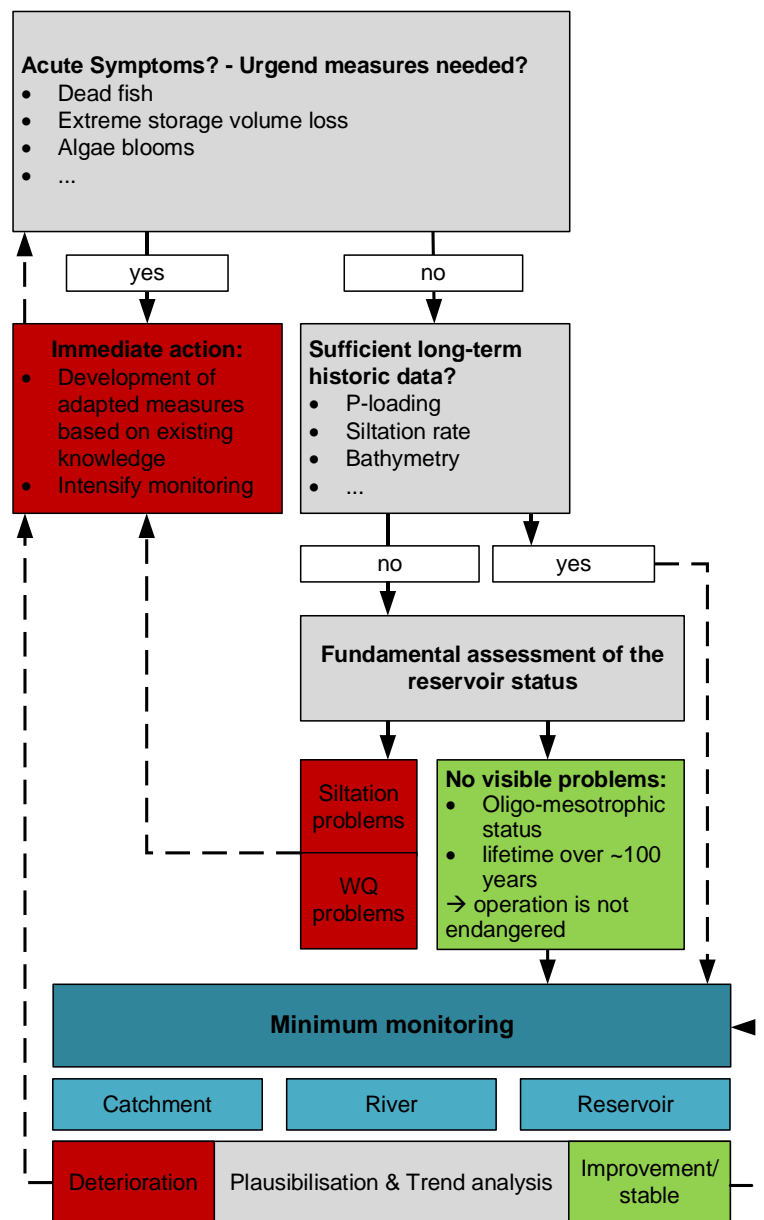 Acute Symptoms? - Urgend measures needed?
• Dead fish
• Extreme storage volume loss
• Algae blooms
• ...
yes
no
Immediate action:
• Development of
adapted measures
based on existing
knowledge
• Intensify monitoring
Sufficient long-term
historic data?
• P-loading
• Siltation rate
• Bathymetry
• ...
no
yes
Fundamental assessment of the
reservoir status
Siltation
problems
WQ
problems
No visible problems:
• Oligo-mesotrophic
status
• lifetime over ~100
years
→ operation is not
endangered
Minimum monitoring
Catchment
River
Reservoir
Deterioration
Plausibilisation & Trend analysis
Improvement/
stable